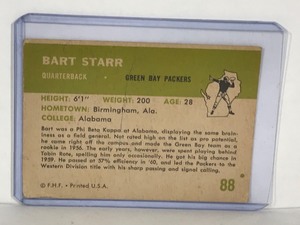 BART STARR
QUARTERBACK • GREEN BAY PACKERS
HEIGHT: 6'1" WEIGHT: 200 AGE: 28
HOMETOWN: Birmingham, Ala.
COLLEGE: Alabama
Bart was a Phi Beta Kappa at Alabama, displaying the same brain-
iness as a field general. Not rated high on the list as pro potential,
he came right off the campus and made the Green Bay team as a
rookie in 1956. The early years, however, were spent playing behind
Tobin Rote, spelling him only on occasion. He got his big chance in
1959. He passed at 57% efficiency in '60, and led the Packers to the
Western Division title with his sharp passing and signal calling.
© F.H.F. • Printed U.S.A. 88